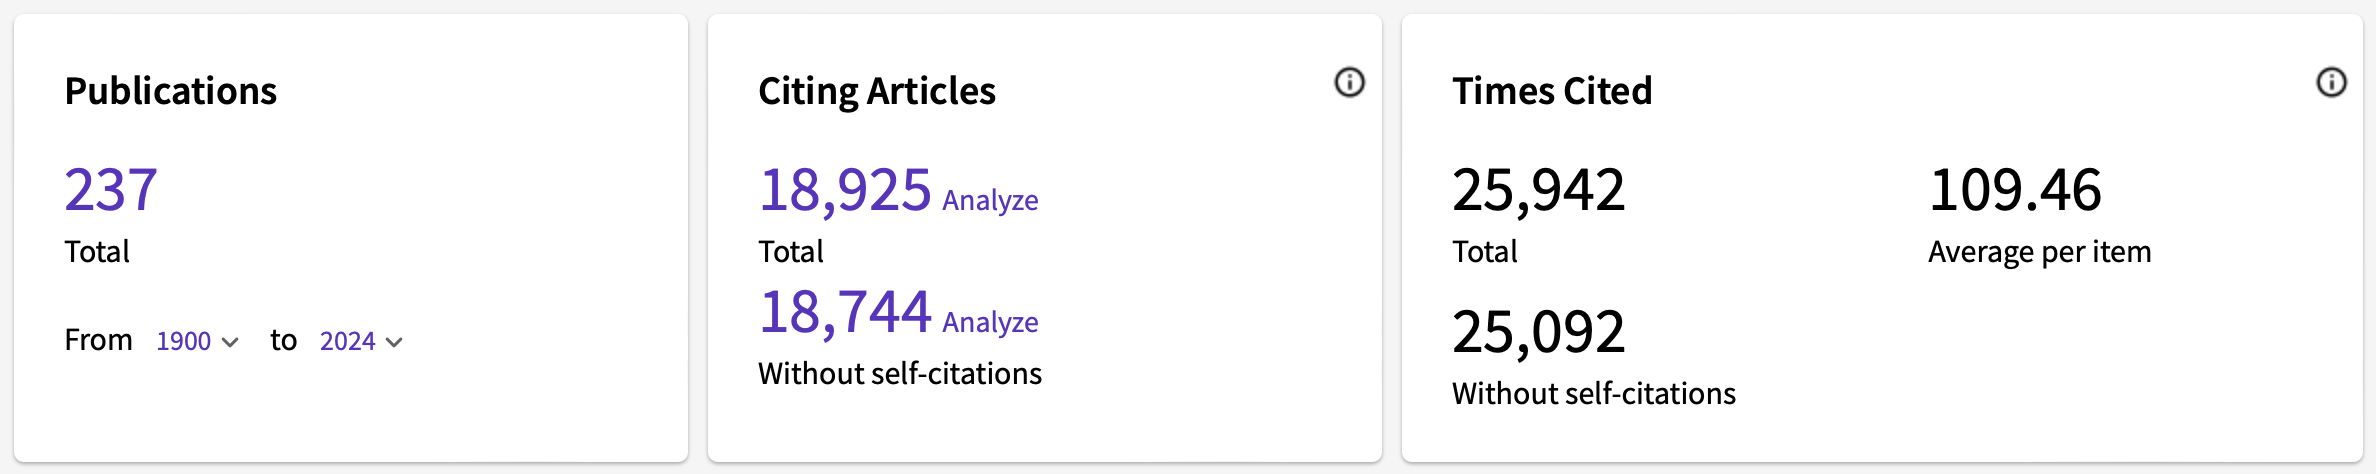 Publications
237
Total
From 1900 to 2024
Citing Articles
18,925 Analyze
Total
18,744 Analyze
Without self-citations
Times Cited
25,942
Total
109.46
Average per item
25,092
Without self-citations